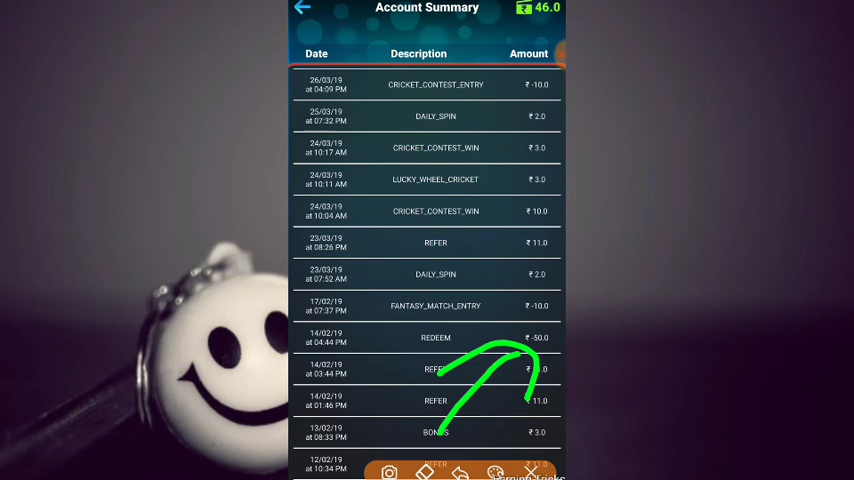 Account Summary
46.0
Date Description Amount
26/03/19
at 04:09 PM
CRICKET_CONTEST_ENTRY ₹ -10.0
25/03/19
at 07:32 PM
DAILY_SPIN ₹ 2.0
24/03/19
at 10:17 AM
CRICKET_CONTEST_WIN ₹ 3.0
24/03/19
at 10:11 AM
LUCKY_WHEEL_CRICKET ₹ 3.0
24/03/19
at 10:04 AM
CRICKET_CONTEST_WIN ₹ 10.0
23/03/19
at 08:26 PM
REFER ₹ 11.0
23/03/19
at 07:52 AM
DAILY_SPIN ₹ 2.0
17/02/19
at 07:37 PM
FANTASY_MATCH_ENTRY ₹ -10.0
14/02/19
at 04:44 PM
REDEEM ₹ -50.0
14/02/19
at 03:44 PM
14/02/19
at 01:46 PM
REFER ₹ 11.0
13/02/19
at 08:33 PM
BONUS ₹ 3.0
12/02/19
at 10:34 PM
REFER ₹ 11.0